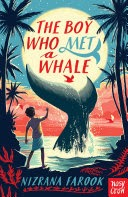 THE BOY
WHO MET
a
WHALE
NIZRANA FAROOK
nosy
crow